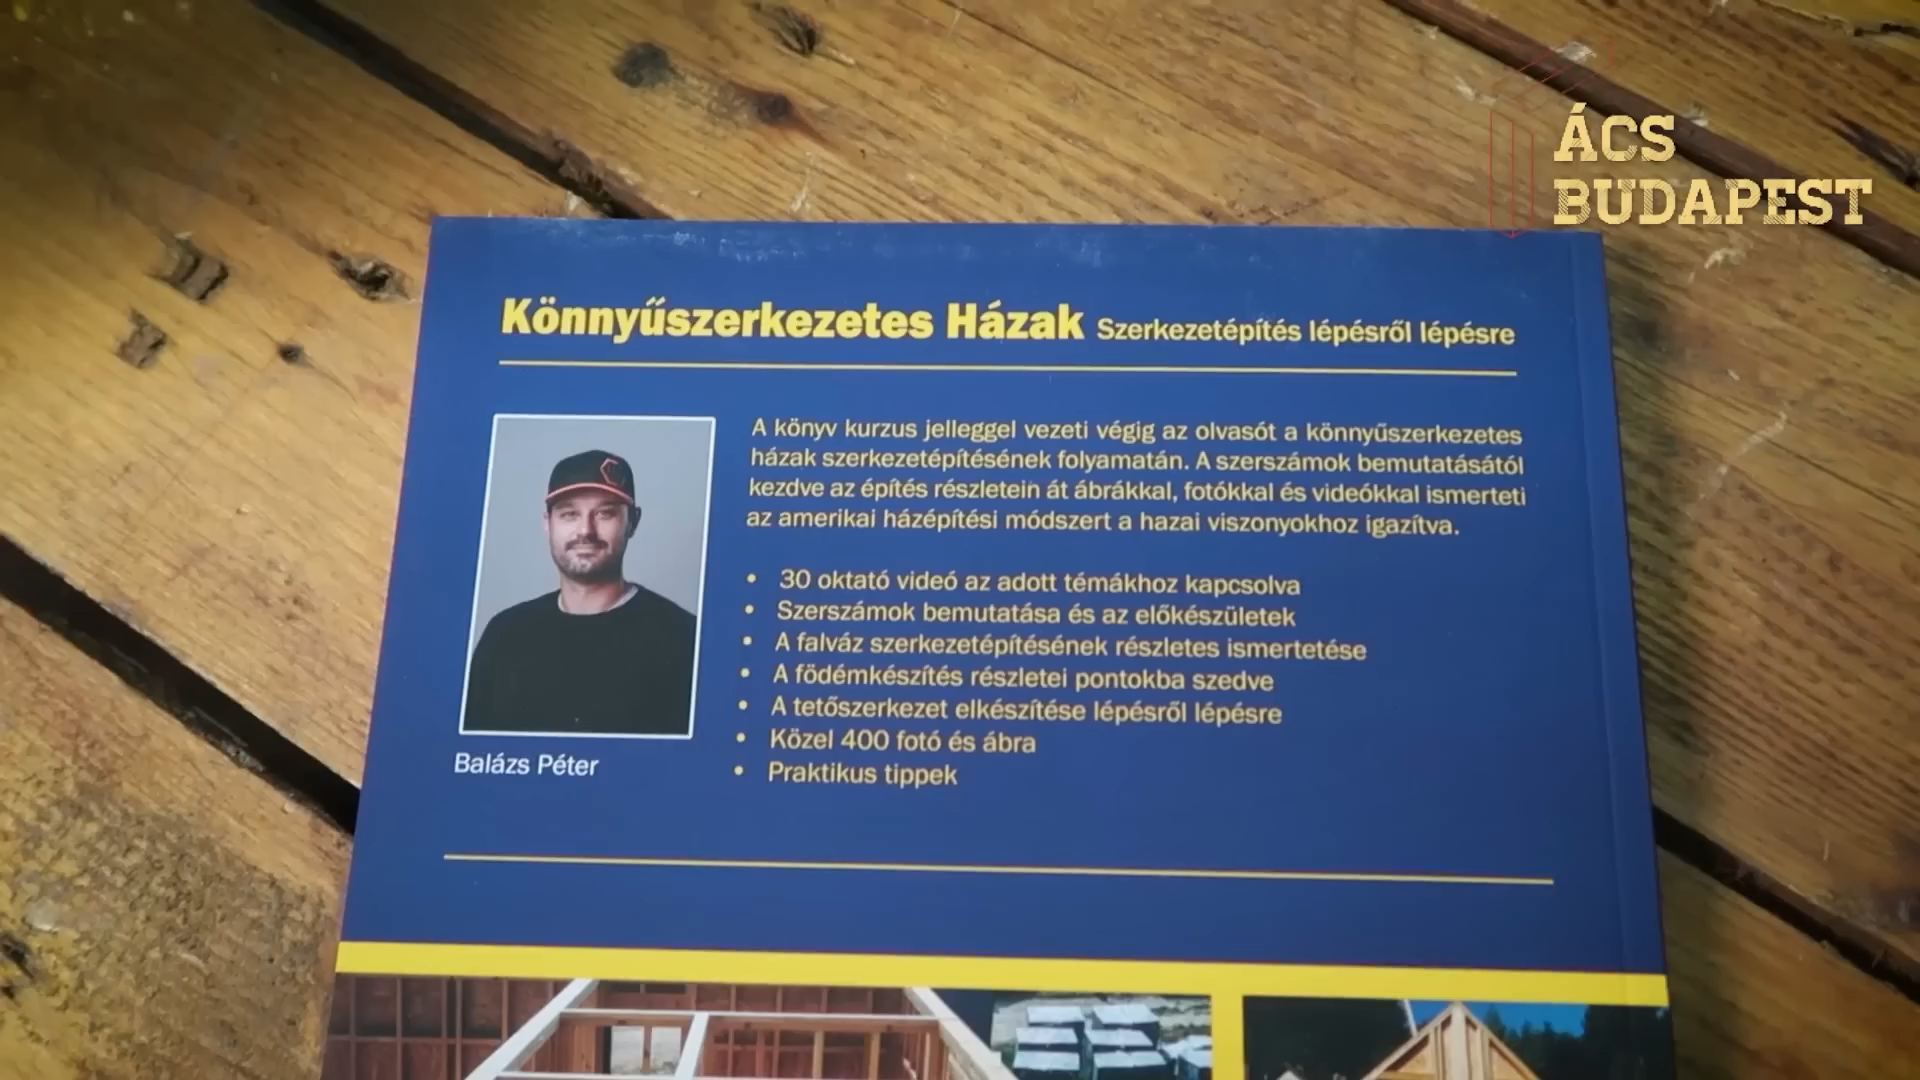 ÁCS
BUDAPEST
Könnyűszerkezetes Házak Szerkezetépítés lépésről lépésre
A könyv kurzus jelleggel vezeti végig az olvasót a könnyűszerkezetes
házak szerkezetépítésének folyamatán. A szerszámok bemutatásától
kezdve az építés részletein át ábrákkal, fotókkal és videókkal ismerteti
az amerikai házépítési módszert a hazai viszonyokhoz igazítva.
• 30 oktató videó az adott témákhoz kapcsolva
• Szerszámok bemutatása és az előkészületek
• A falváz szerkezetépítésének részletes ismertetése
• A födémkészítés részletei pontokba szedve
• A tetőszerkezet elkészítése lépésről lépésre
• Közel 400 fotó és ábra
• Praktikus tippek
Balázs Péter